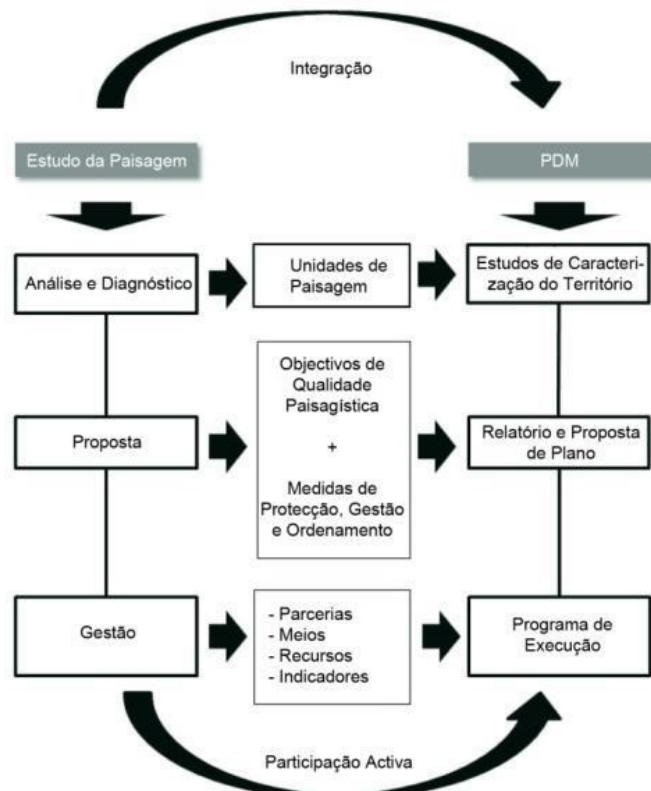 Integração
Estudo da Paisagem
PDM
Análise e Diagnóstico
Unidades de
Paisagem
Estudos de Caracteri-
zação do Território
Proposta
Objectivos de
Qualidade
Paisagística
+
Medidas de
Protecção, Gestão
e Ordenamento
Relatório e Proposta
de Plano
Gestão
- Parcerias
- Meios
- Recursos
- Indicadores
Programa de
Execução
Participação Activa